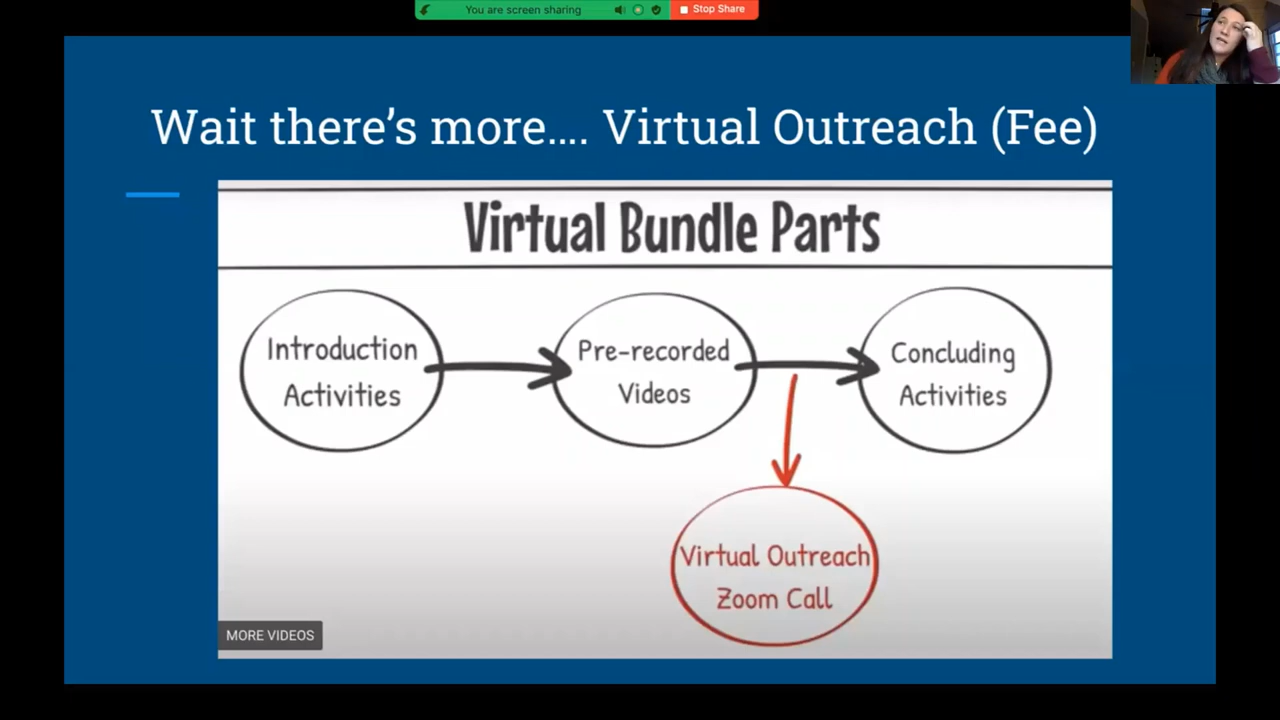 You are screen sharing
Stop Share
Wait there's more.... Virtual Outreach (Fee)
Virtual Bundle Parts
Introduction
Activities
Pre-recorded
Videos
Concluding
Activities
Virtual Outreach
Zoom Call
MORE VIDEOS